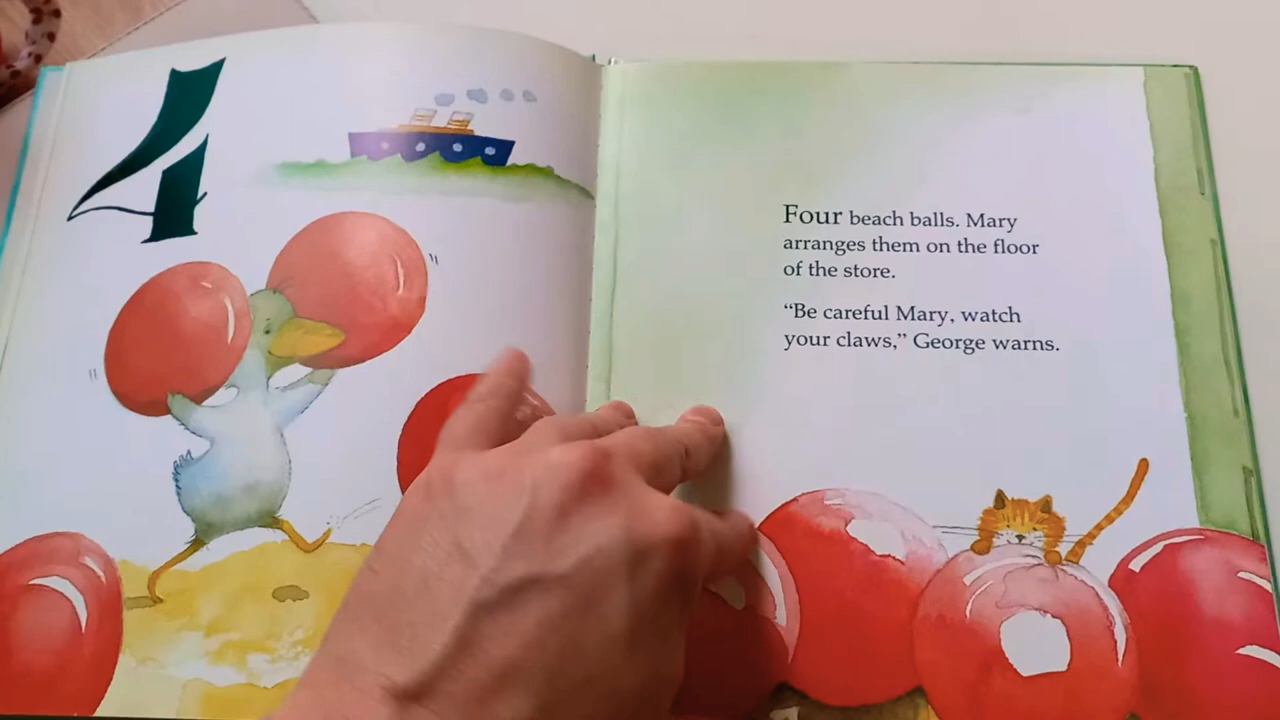 4
Four beach balls. Mary
arranges them on the floor
of the store.
“Be careful Mary, watch
your claws,” George warns.